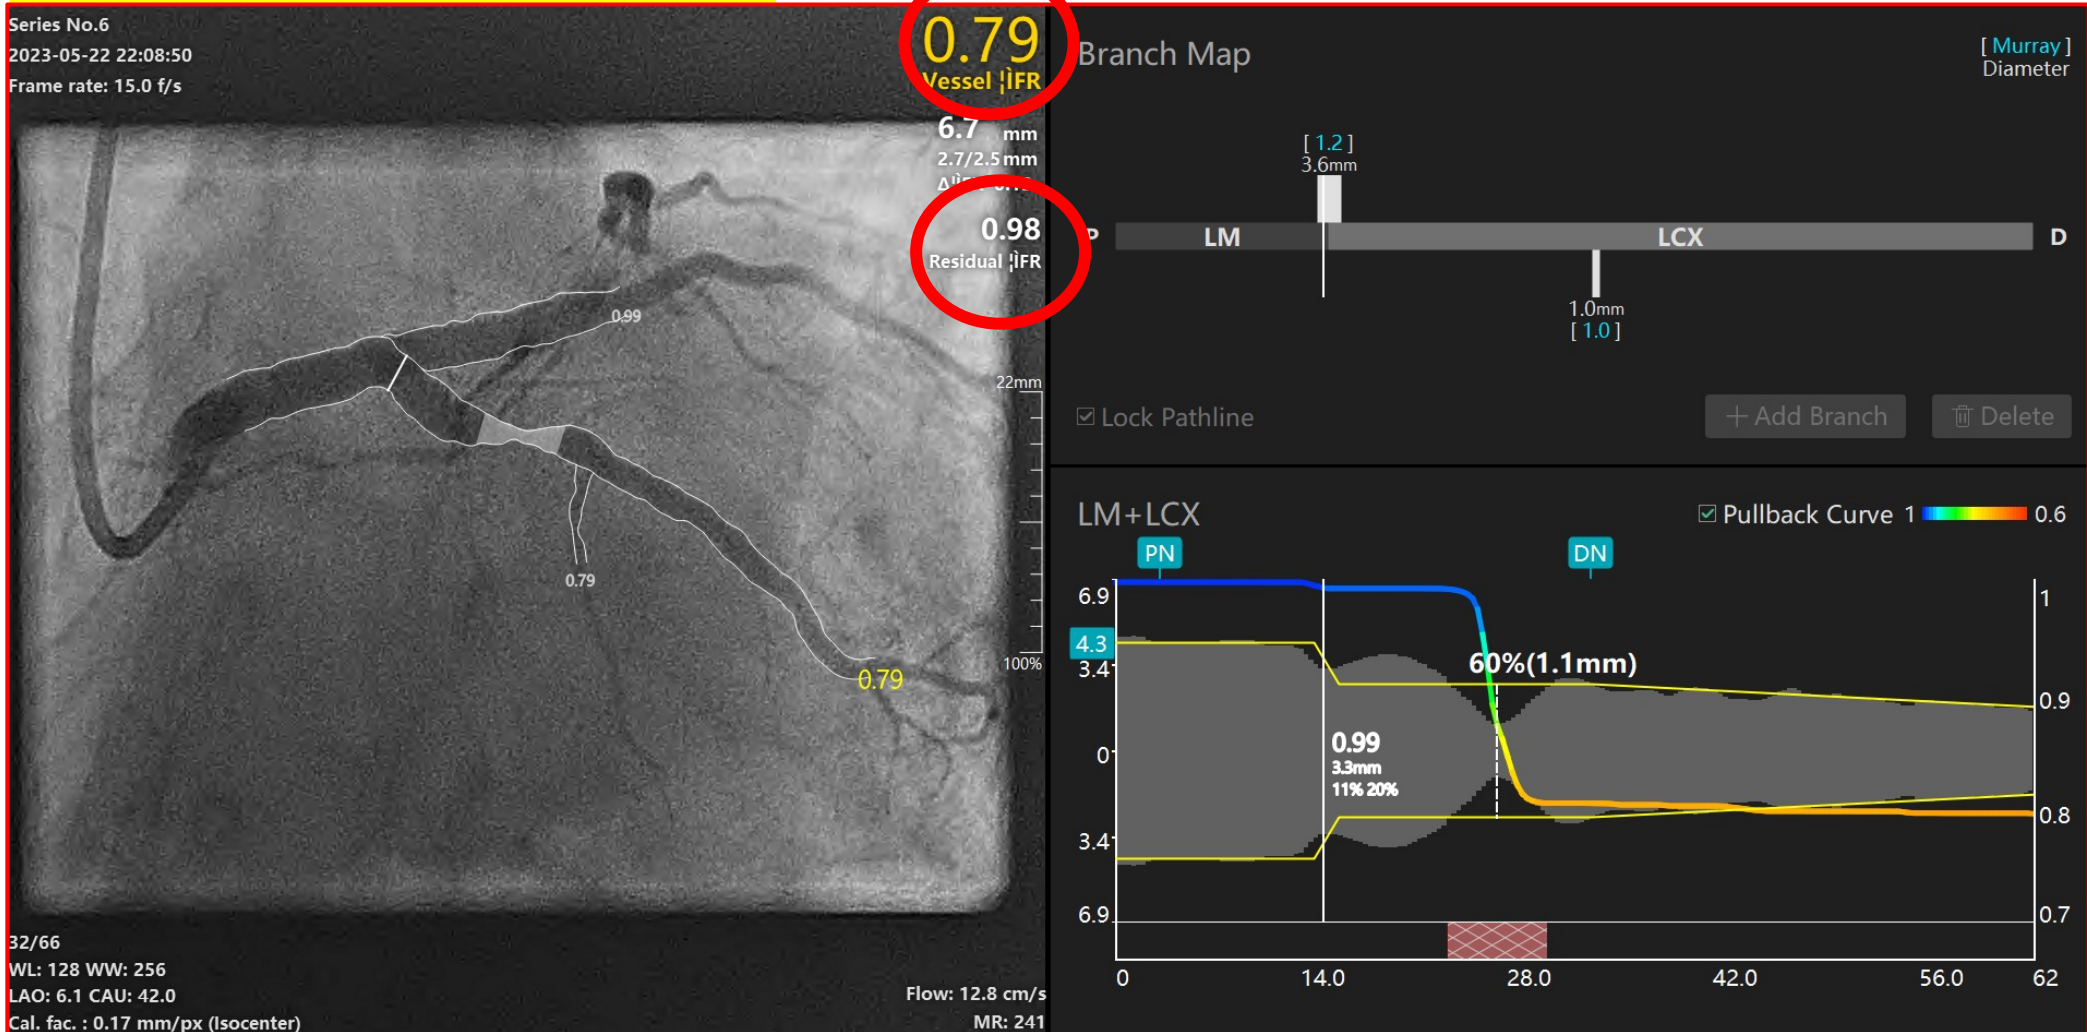 Series No.6
2023-05-22 22:08:50
Frame rate: 15.0 f/s
0.79
Vessel ¦ÌFR
6.7 mm
2.7/2.5 mm
0.98
Residual ¦ÌFR
0.99
22mm
0.79
100%
0.79
32/66
WL: 128 WW: 256
LAO: 6.1 CAU: 42.0
Cal. fac. : 0.17 mm/px (Isocenter)
Flow: 12.8 cm/s
MR: 241
Branch Map
[ Murray ]
Diameter
[ 1.2 ]
3.6mm
P LM LCX D
1.0mm
[ 1.0 ]
Lock Pathline
+ Add Branch
Delete
LM+LCX
Pullback Curve 1 0.6
PN
DN
6.9
4.3
3.4
0
3.4
6.9
60%(1.1mm)
0.99
3.3mm
11% 20%
1
0.9
0.8
0.7
0 14.0 28.0 42.0 56.0 62